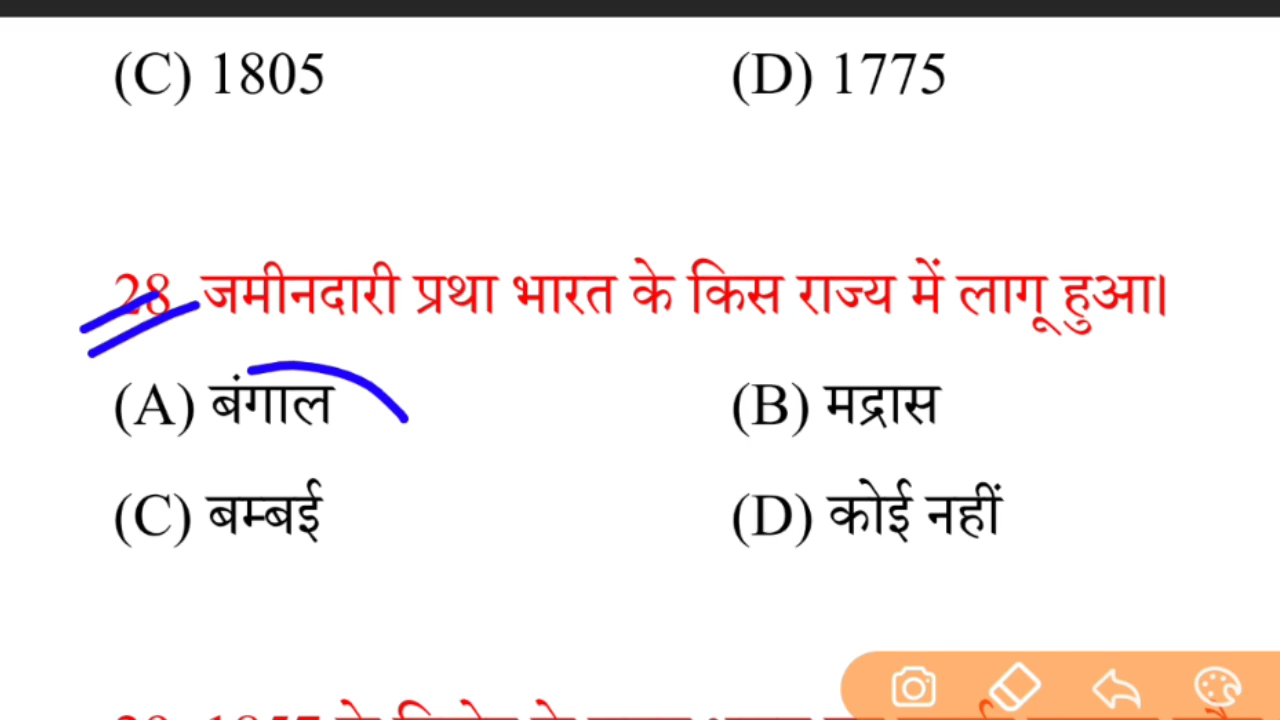 (C) 1805 (D) 1775
28. जमीनदारी प्रथा भारत के किस राज्य में लागू हुआ।
(A) बंगाल (B) मद्रास
(C) बम्बई (D) कोई नहीं